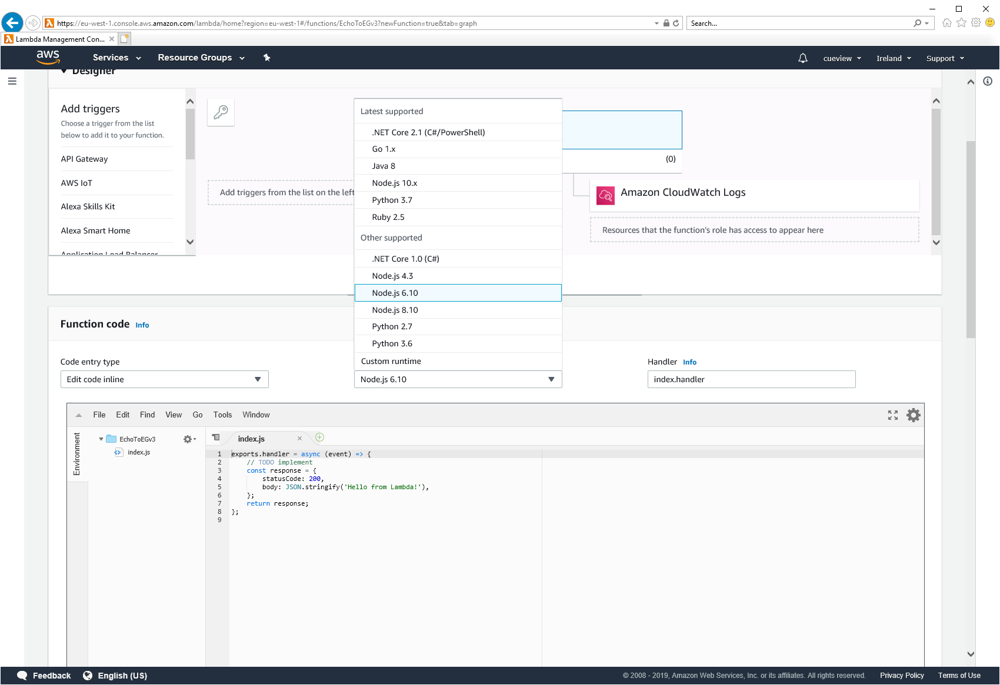 https://eu-west-1.console.aws.amazon.com/lambda/home?region=eu-west-1#/functions/EchoToEGv3?newFunction=true&tab=graph
Search...
Lambda Management Con...
aws
Services
Resource Groups
cueview
Ireland
Support
Designer
Add triggers
Choose a trigger from the list
below to add it to your function.
API Gateway
AWS IoT
Alexa Skills Kit
Alexa Smart Home
Application Load Balancer
Add triggers from the list on the left
Latest supported
.NET Core 2.1 (C#/PowerShell)
Go 1.x
Java 8
Node.js 10.x
Python 3.7
Ruby 2.5
Other supported
.NET Core 1.0 (C#)
Node.js 4.3
Node.js 6.10
Node.js 8.10
Python 2.7
Python 3.6
Custom runtime
(0)
Amazon CloudWatch Logs
Resources that the function's role has access to appear here
Function code Info
Code entry type
Edit code inline
Node.js 6.10
Handler Info
index.handler
File Edit Find View Go Tools Window
Environment
EchoToEGv3
index.js
index.js
1 exports.handler = async (event) => {
2 // TODO implement
3 const response = {
4 statusCode: 200,
5 body: JSON.stringify('Hello from Lambda!'),
6 };
7 return response;
8 };
9
Feedback
English (US)
© 2008 - 2019, Amazon Web Services, Inc. or its affiliates. All rights reserved.
Privacy Policy
Terms of Use